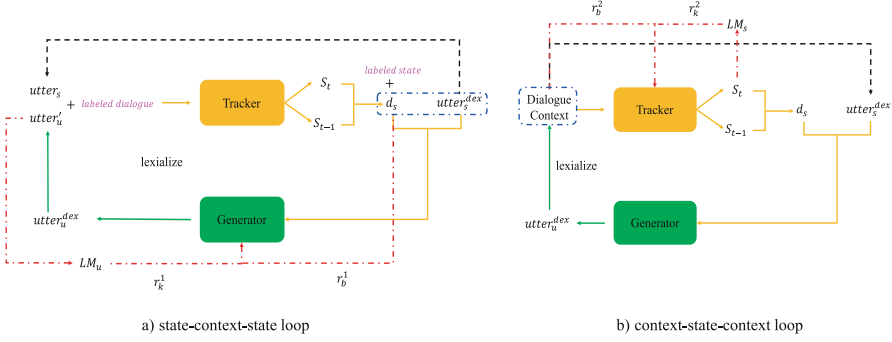 utter_s
utter_u'
+ labeled dialogue
Tracker
S_t
S_{t-1}
labeled state
+
d_s
utter_s^{dex}
lexialize
utter_u^{dex}
Generator
LM_u
r_k^1
r_b^1
a) state-context-state loop
r_b^2
r_k^2
LM_s
Dialogue
Context
Tracker
S_t
S_{t-1}
d_s
utter_s^{dex}
lexialize
utter_u^{dex}
Generator
b) context-state-context loop